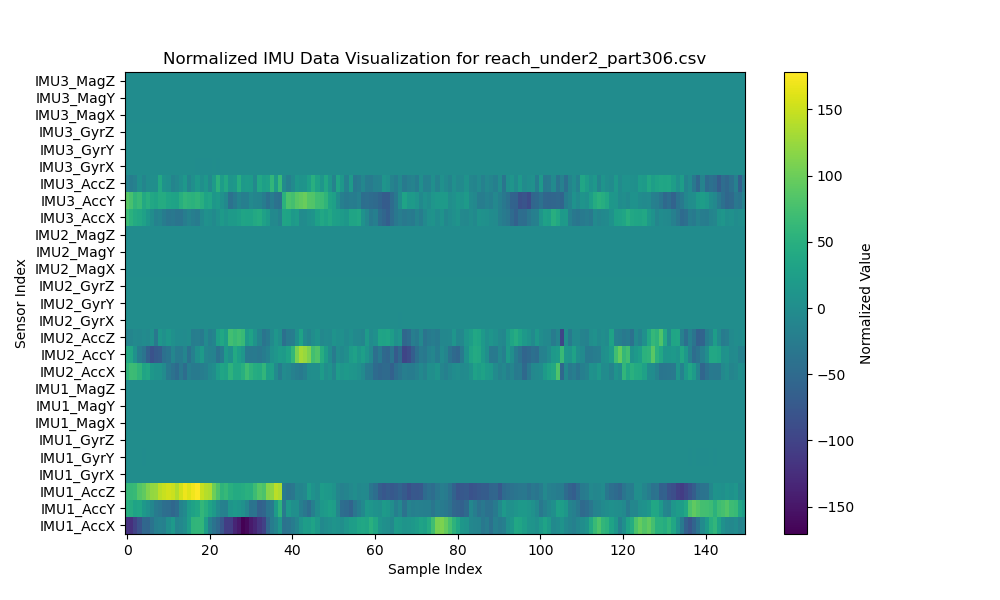 Normalized IMU Data Visualization for reach_under2_part306.csv
IMU3_MagZ
IMU3_MagY
IMU3_MagX
IMU3_GyrZ
IMU3_GyrY
IMU3_GyrX
IMU3_AccZ
IMU3_AccY
IMU3_AccX
IMU2_MagZ
IMU2_MagY
IMU2_MagX
IMU2_GyrZ
IMU2_GyrY
IMU2_GyrX
IMU2_AccZ
IMU2_AccY
IMU2_AccX
IMU1_MagZ
IMU1_MagY
IMU1_MagX
IMU1_GyrZ
IMU1_GyrY
IMU1_GyrX
IMU1_AccZ
IMU1_AccY
IMU1_AccX
Sensor Index
0 20 40 60 80 100 120 140
Sample Index
150
100
50
0
−50
−100
−150
Normalized Value